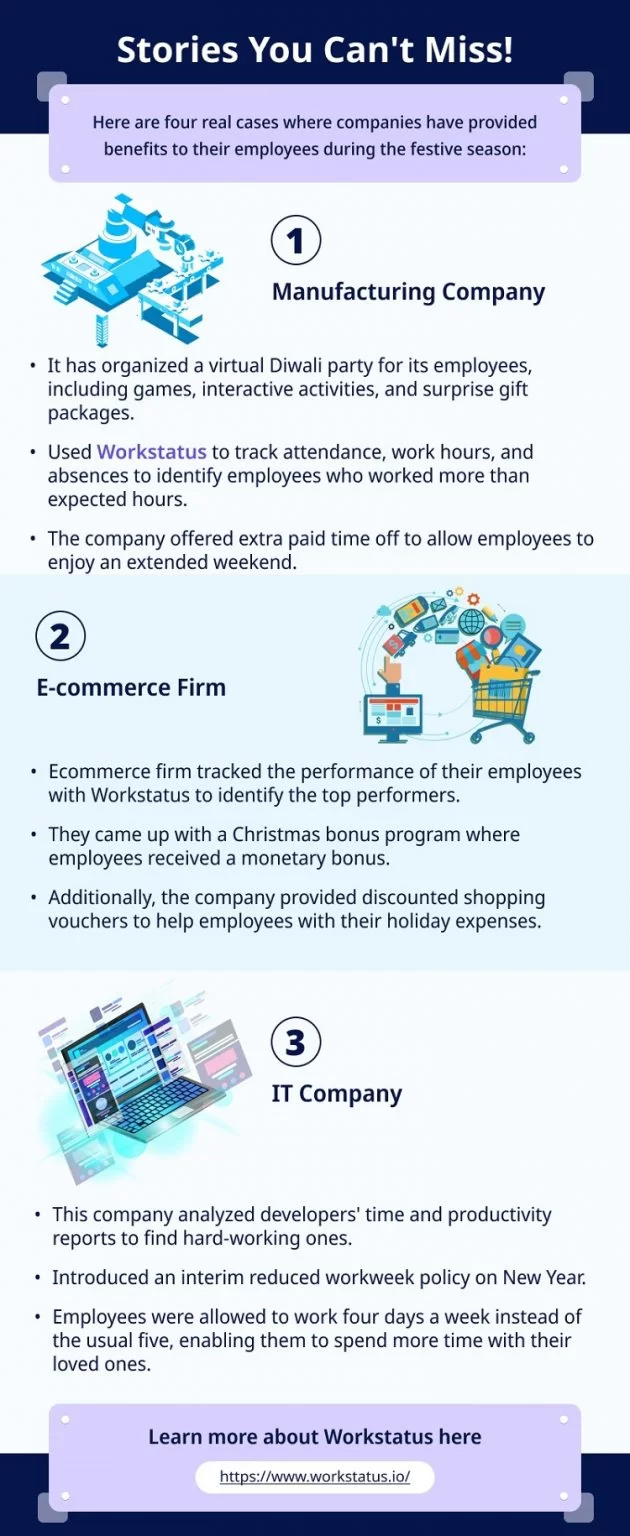 Stories You Can't Miss!
Here are four real cases where companies have provided
benefits to their employees during the festive season:
1
Manufacturing Company
• It has organized a virtual Diwali party for its employees,
including games, interactive activities, and surprise gift
packages.
• Used Workstatus to track attendance, work hours, and
absences to identify employees who worked more than
expected hours.
• The company offered extra paid time off to allow employees to
enjoy an extended weekend.
2
E-commerce Firm
• Ecommerce firm tracked the performance of their employees
with Workstatus to identify the top performers.
• They came up with a Christmas bonus program where
employees received a monetary bonus.
• Additionally, the company provided discounted shopping
vouchers to help employees with their holiday expenses.
3
IT Company
• This company analyzed developers' time and productivity
reports to find hard-working ones.
• Introduced an interim reduced workweek policy on New Year.
• Employees were allowed to work four days a week instead of
the usual five, enabling them to spend more time with their
loved ones.
Learn more about Workstatus here
https://www.workstatus.io/